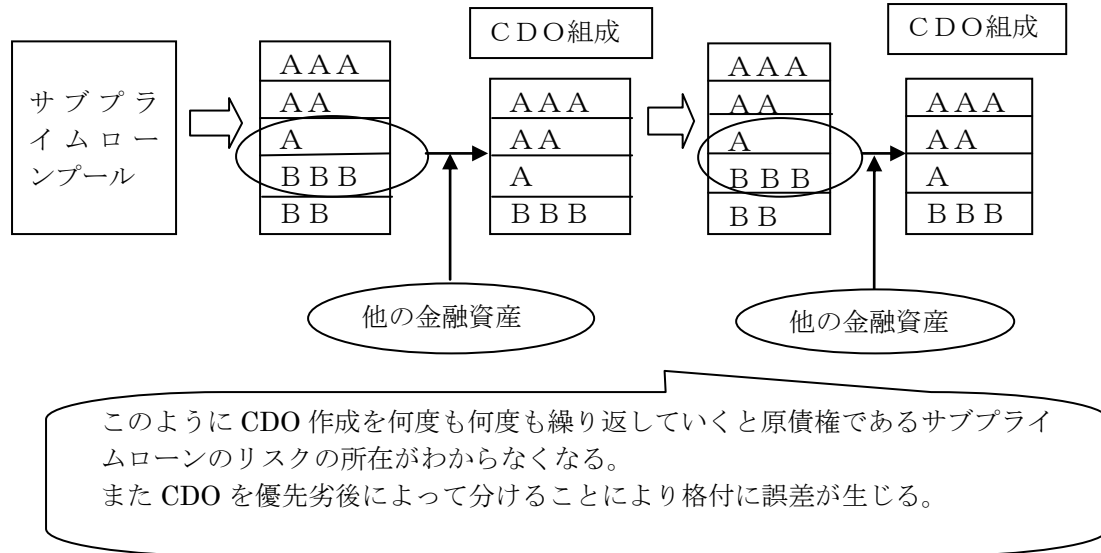 CDO組成
CDO組成
サブプラ
イムロー
ンプール
AAA
AA
A
BBB
BB
AAA
AA
A
BBB
AAA
AA
A
BBB
BB
AAA
AA
A
BBB
他の金融資産
他の金融資産
このように CDO 作成を何度も何度も繰り返していくと原債権であるサブプライ
ムローンのリスクの所在がわからなくなる。
また CDO を優先劣後によって分けることにより格付に誤差が生じる。